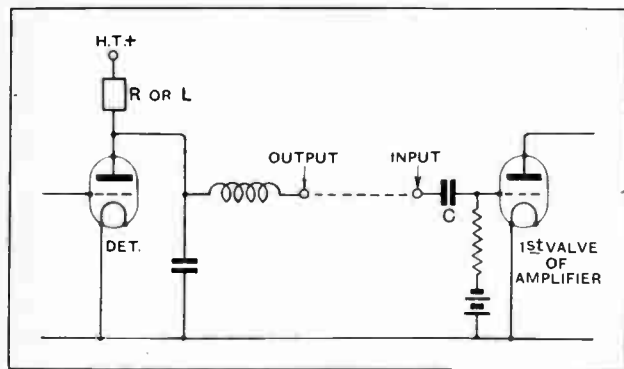 H.T.+
R OR L
OUTPUT
INPUT
C
DET.
1st VALVE
OF
AMPLIFIER